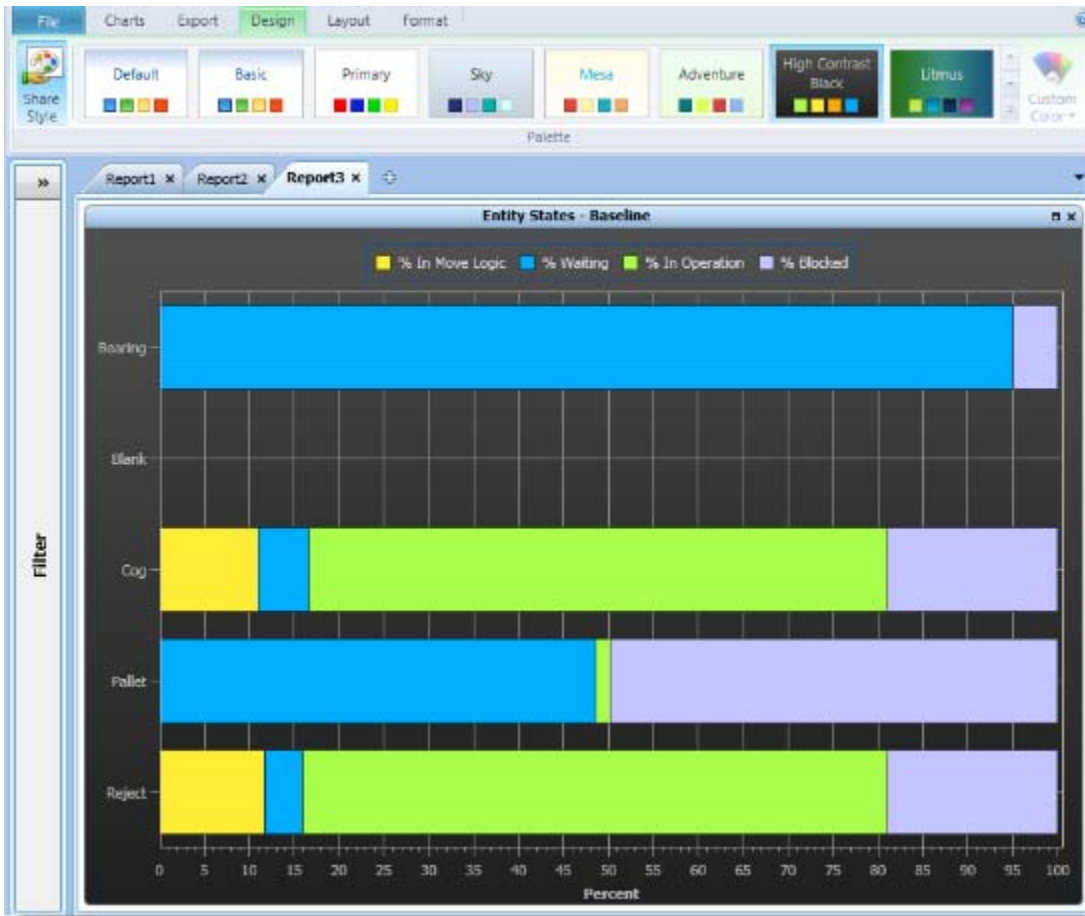 File Charts Export Design Layout Format
Share Style
Default Basic Primary Sky Mesa Adventure High Contrast Black Litmus
Custom Color
Palette
»
Report1 x Report2 x Report3 x
Entity States - Baseline
% In Move Logic % Waiting % In Operation % Blocked
Bearing
Blank
Cog
Pallet
Reject
0 5 10 15 20 25 30 35 40 45 50 55 60 65 70 75 80 85 90 95 100
Percent
Filter